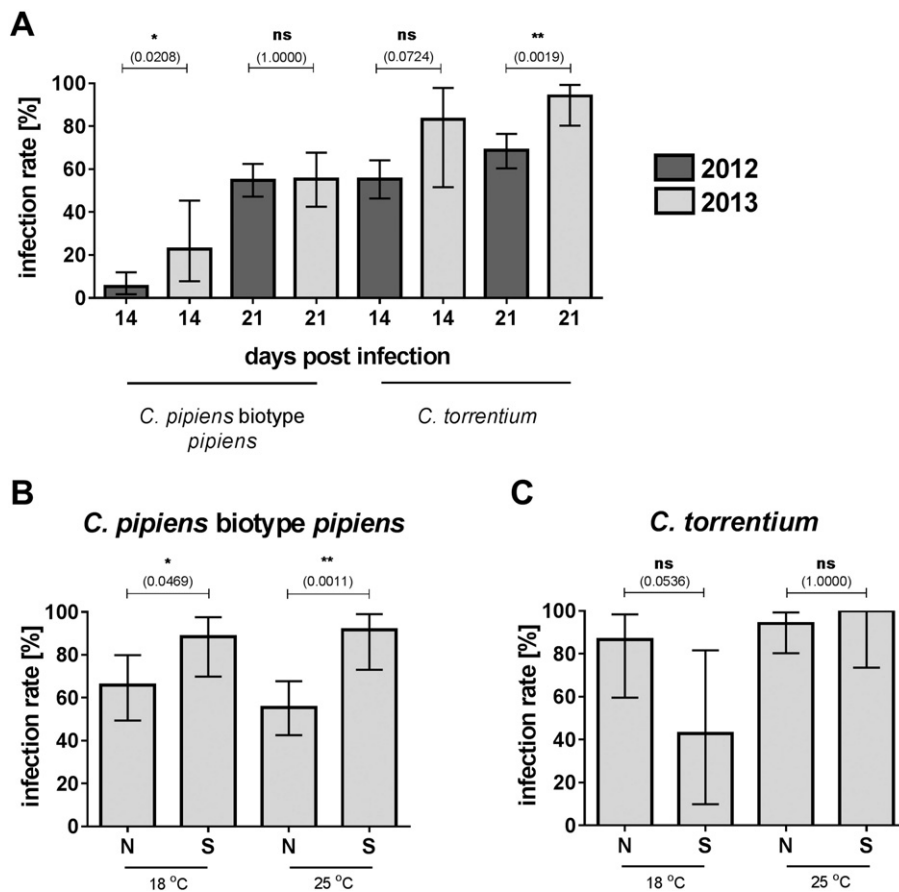 A
* ns ns **
(0.0208) (1.0000) (0.0724) (0.0019)
100
80
60
40
20
0
infection rate [%]
2012
2013
14 14 21 21 14 14 21 21
days post infection
C. pipiens biotype
pipiens
C. torrentium
B
C. pipiens biotype pipiens
* **
(0.0469) (0.0011)
100
80
60
40
20
0
infection rate [%]
N S N S
18 °C 25 °C
C
C. torrentium
ns ns
(0.0536) (1.0000)
100
80
60
40
20
0
infection rate [%]
N S N S
18 °C 25 °C